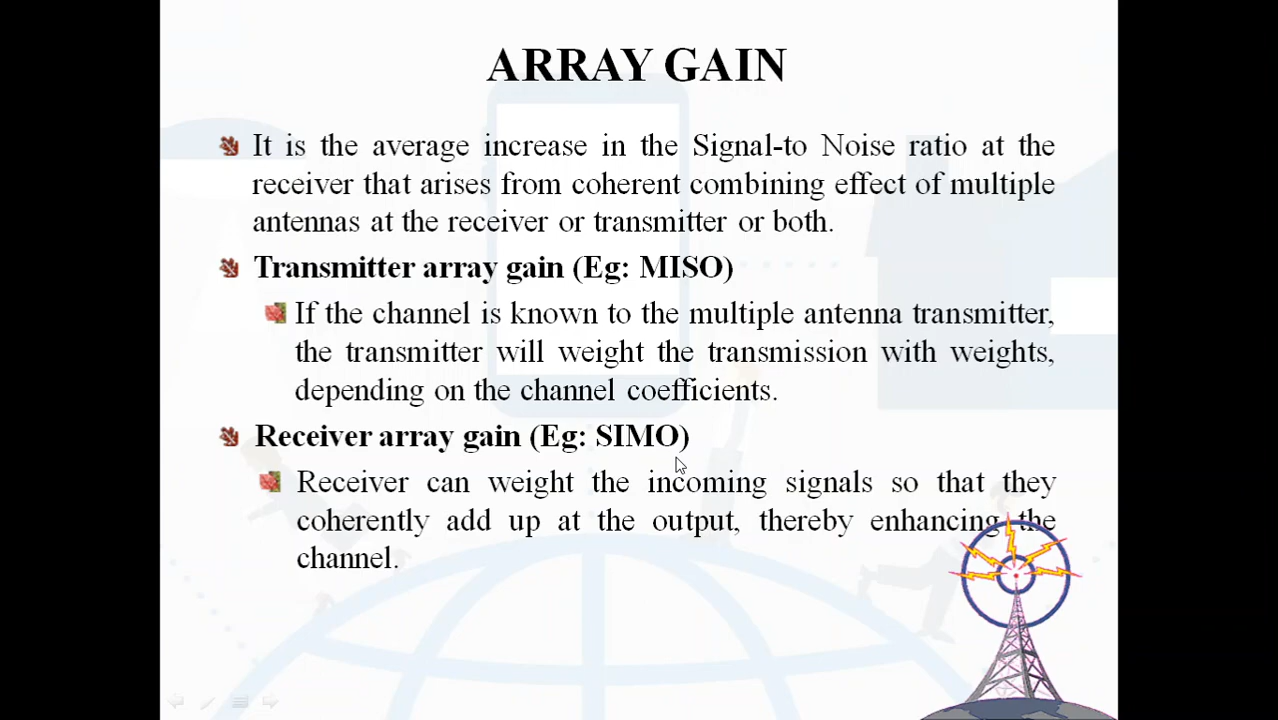 ARRAY GAIN
It is the average increase in the Signal-to Noise ratio at the
receiver that arises from coherent combining effect of multiple
antennas at the receiver or transmitter or both.
Transmitter array gain (Eg: MISO)
If the channel is known to the multiple antenna transmitter,
the transmitter will weight the transmission with weights,
depending on the channel coefficients.
Receiver array gain (Eg: SIMO)
Receiver can weight the incoming signals so that they
coherently add up at the output, thereby enhancing the
channel.